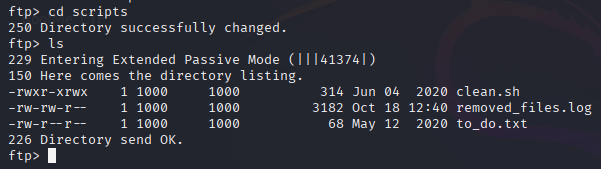 ftp> cd scripts
250 Directory successfully changed.
ftp> ls
229 Entering Extended Passive Mode (|||41374|)
150 Here comes the directory listing.
-rwxr-xrwx    1 1000     1000          314 Jun 04  2020 clean.sh
-rw-rw-r--    1 1000     1000         3182 Oct 18 12:40 removed_files.log
-rw-r--r--    1 1000     1000           68 May 12  2020 to_do.txt
226 Directory send OK.
ftp>